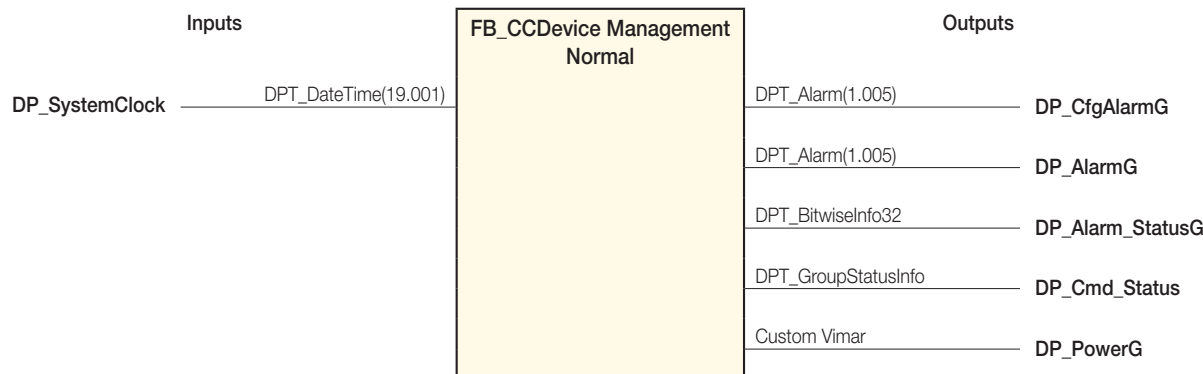 Inputs
FB_CCDevice Management
Normal
Outputs
DP_SystemClock
DPT_DateTime(19.001)
DPT_Alarm(1.005)
DP_CfgAlarmG
DPT_Alarm(1.005)
DP_AlarmG
DPT_BitwiseInfo32
DP_Alarm_StatusG
DPT_GroupStatusInfo
DP_Cmd_Status
Custom Vimar
DP_PowerG